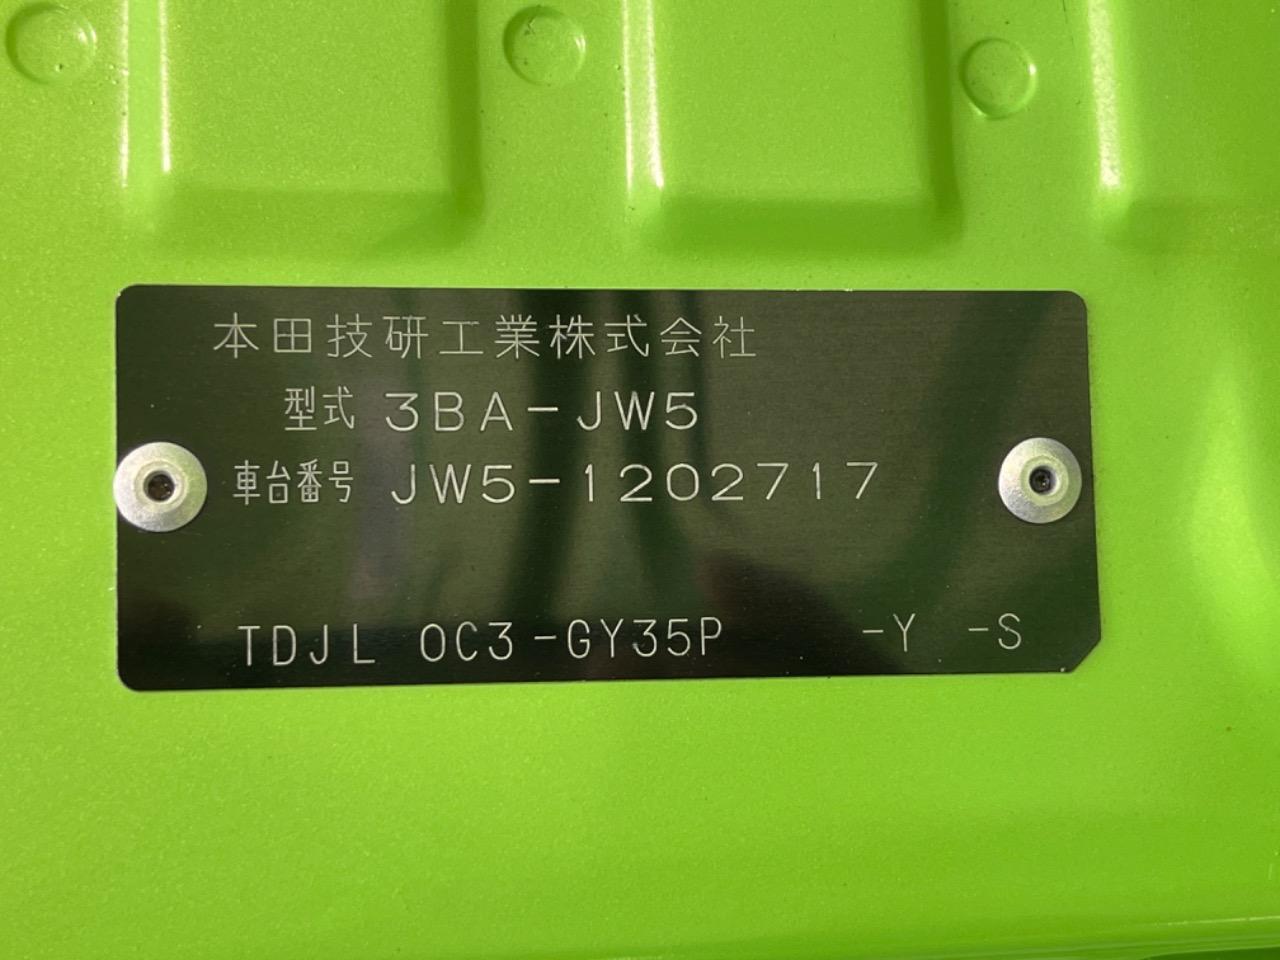 本田技研工業株式会社
型式 3BA-JW5
車台番号 JW5-1202717
TDJL 0C3-GY35P -Y -S